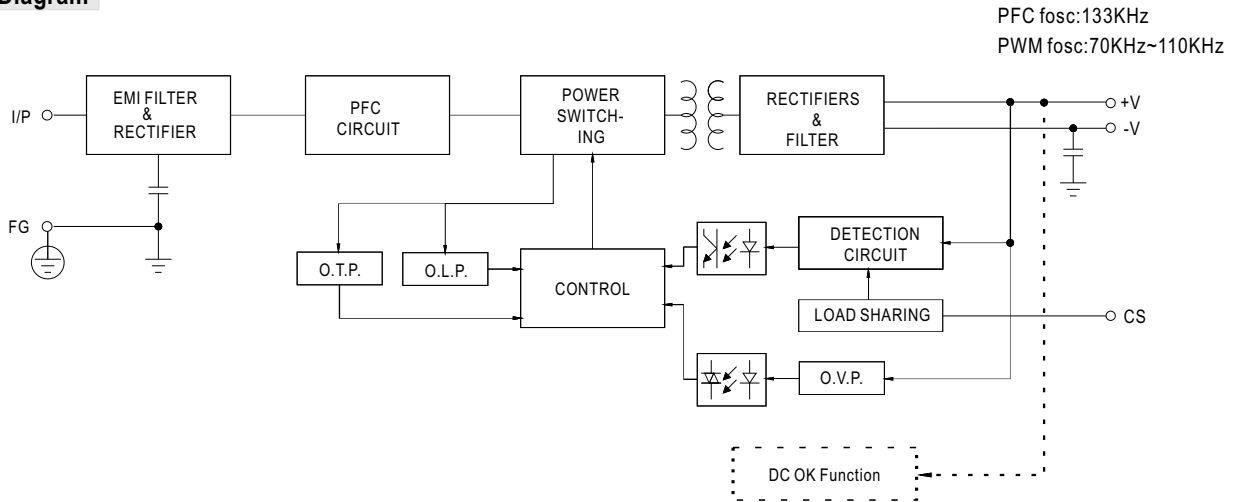 Diagram
PFC fosc:133KHz
PWM fosc:70KHz~110KHz
I/P
EMI FILTER
&
RECTIFIER
PFC
CIRCUIT
POWER
SWITCH-
ING
RECTIFIERS
&
FILTER
+V
-V
FG
O.T.P.
O.L.P.
CONTROL
DETECTION
CIRCUIT
LOAD SHARING
CS
O.V.P.
DC OK Function